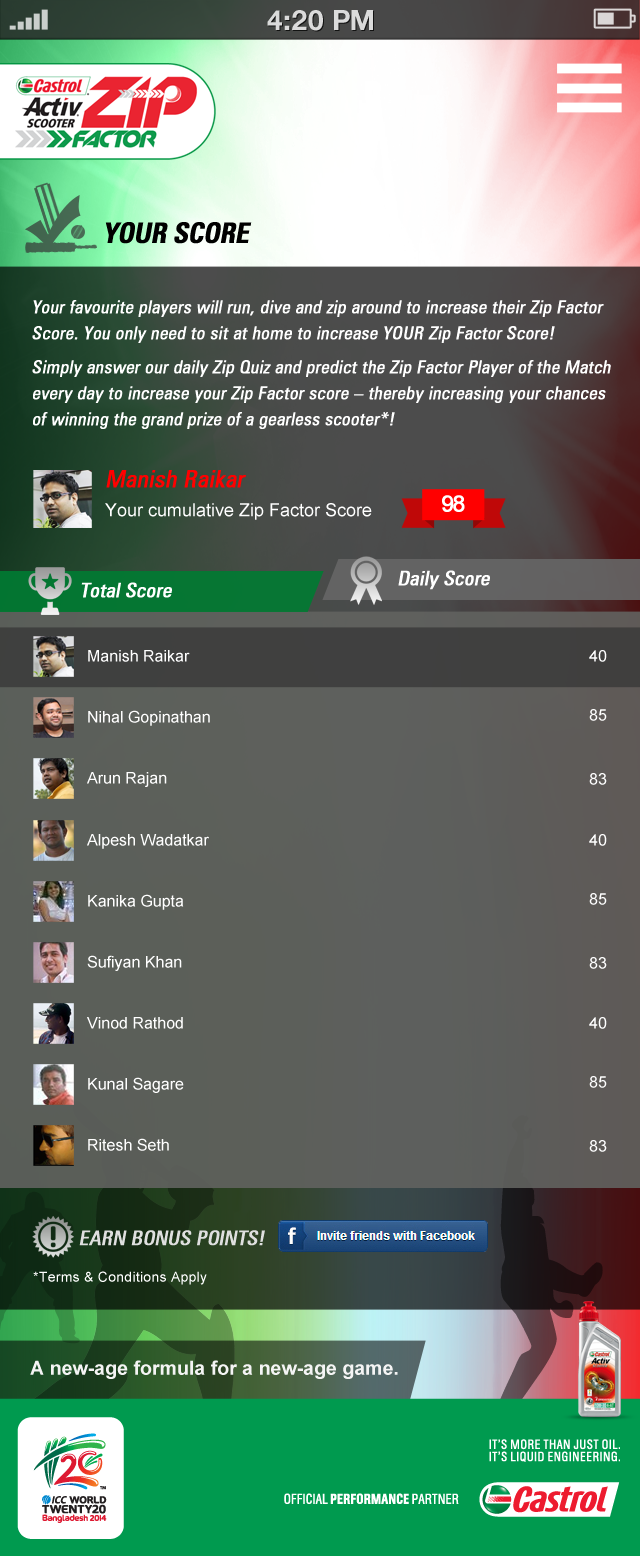 4:20 PM
Castrol
Activ
SCOOTER
ZIP
FACTOR
YOUR SCORE
Your favourite players will run, dive and zip around to increase their Zip Factor
Score. You only need to sit at home to increase YOUR Zip Factor Score!
Simply answer our daily Zip Quiz and predict the Zip Factor Player of the Match
every day to increase your Zip Factor score – thereby increasing your chances
of winning the grand prize of a gearless scooter*!
Manish Raikar
Your cumulative Zip Factor Score 98
Total Score
Daily Score
Manish Raikar 40
Nihal Gopinathan 85
Arun Rajan 83
Alpesh Wadatkar 40
Kanika Gupta 85
Sufiyan Khan 83
Vinod Rathod 40
Kunal Sagare 85
Ritesh Seth 83
EARN BONUS POINTS! f Invite friends with Facebook
*Terms & Conditions Apply
A new-age formula for a new-age game.
Castrol
Activ
T20
TM
ICC WORLD
TWENTY20
Bangladesh 2014
IT'S MORE THAN JUST OIL.
IT'S LIQUID ENGINEERING.
OFFICIAL PERFORMANCE PARTNER
Castrol